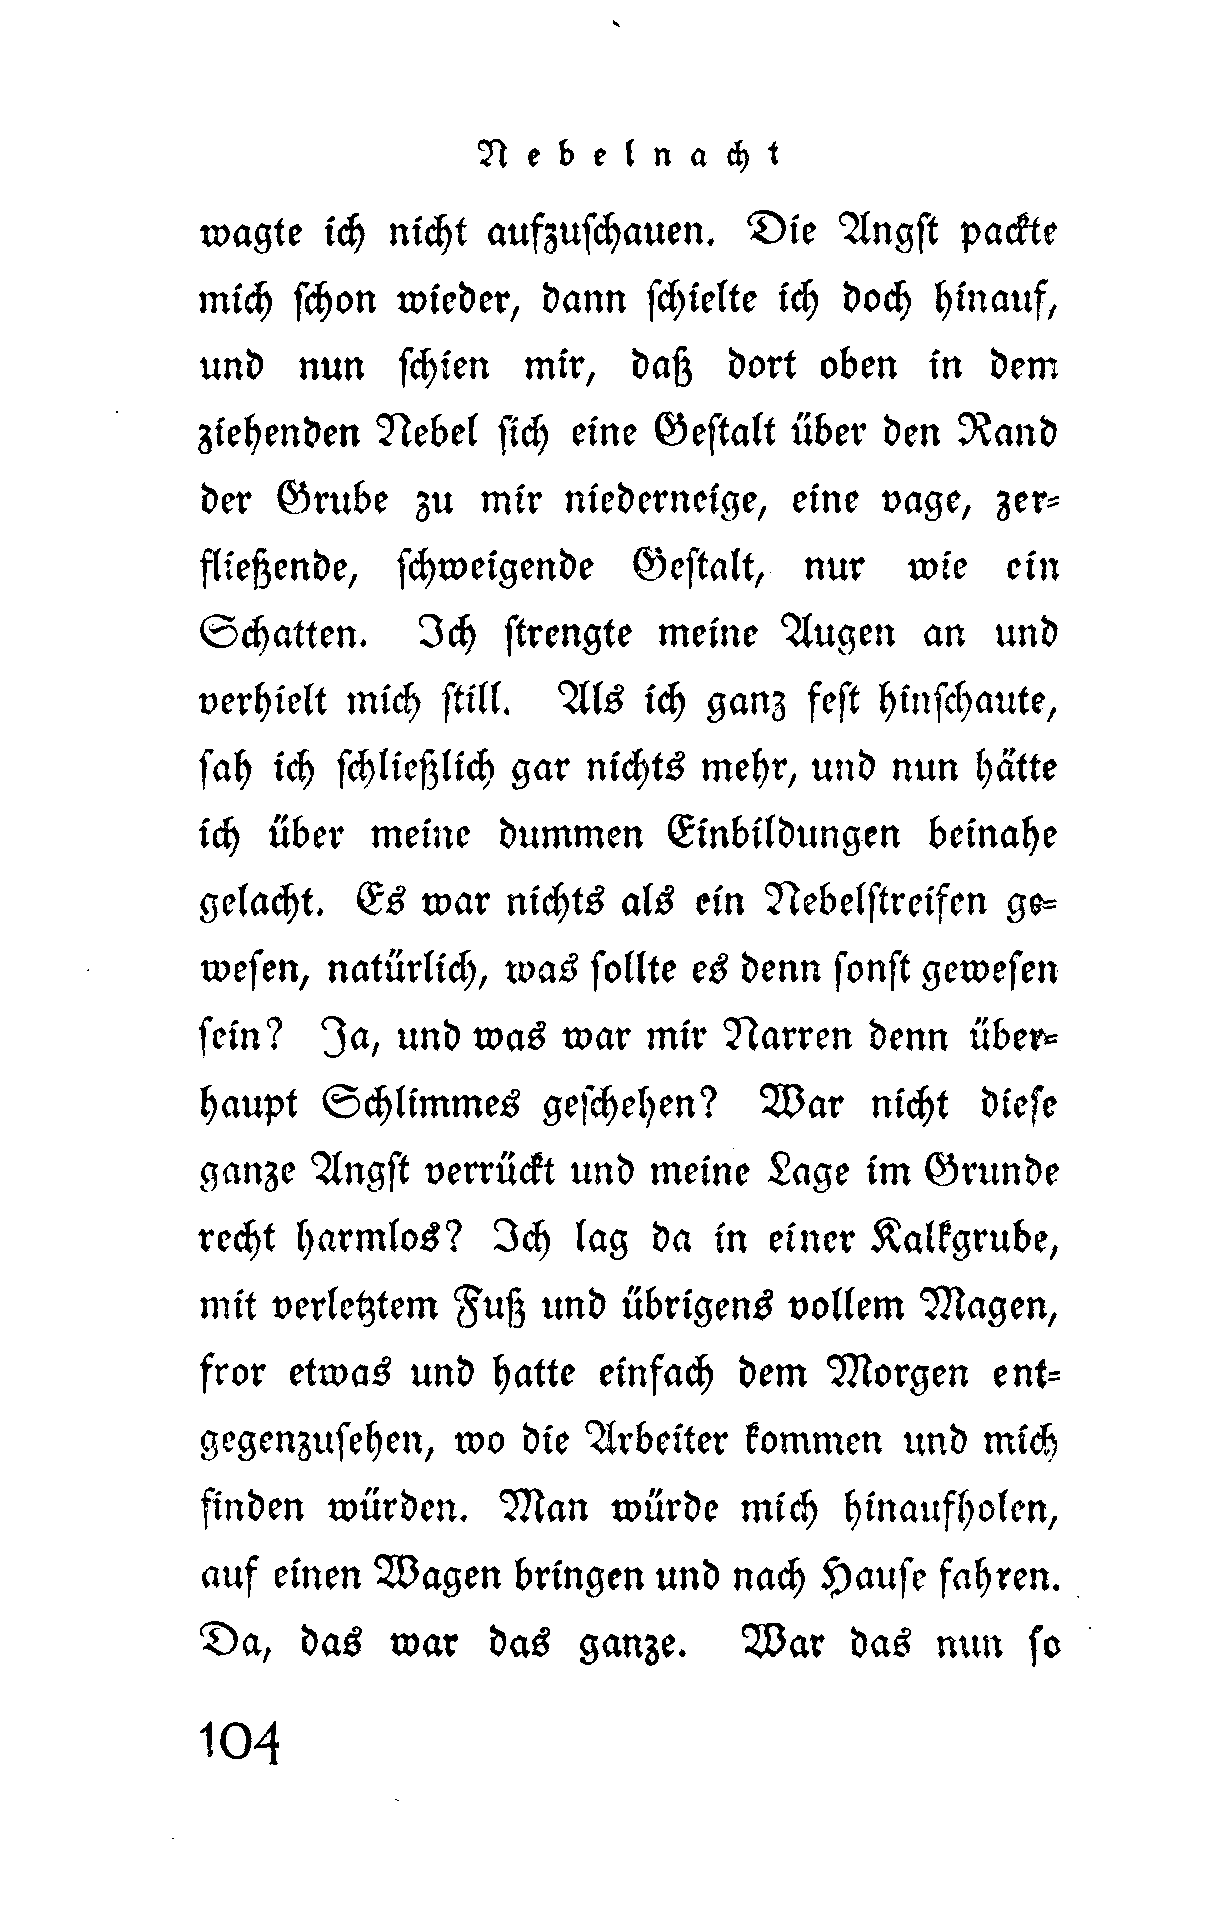 Nebelnacht
wagte ich nicht aufzuschauen. Die Angst packte
mich schon wieder, dann schielte ich doch hinauf,
und nun schien mir, daß dort oben in dem
ziehenden Nebel sich eine Gestalt über den Rand
der Grube zu mir niederneige, eine vage, zer-
fließende, schweigende Gestalt, nur wie ein
Schatten. Ich strengte meine Augen an und
verhielt mich still. Als ich ganz fest hinschaute,
sah ich schließlich gar nichts mehr, und nun hätte
ich über meine dummen Einbildungen beinahe
gelacht. Es war nichts als ein Nebelstreifen ge-
wesen, natürlich, was sollte es denn sonst gewesen
sein? Ja, und was war mir Narren denn über-
haupt Schlimmes geschehen? War nicht diese
ganze Angst verrückt und meine Lage im Grunde
recht harmlos? Ich lag da in einer Kalkgrube,
mit verletztem Fuß und übrigens vollem Magen,
fror etwas und hatte einfach dem Morgen ent-
gegenzusehen, wo die Arbeiter kommen und mich
finden würden. Man würde mich hinaufholen,
auf einen Wagen bringen und nach Hause fahren.
Da, das war das ganze. War das nun so
104